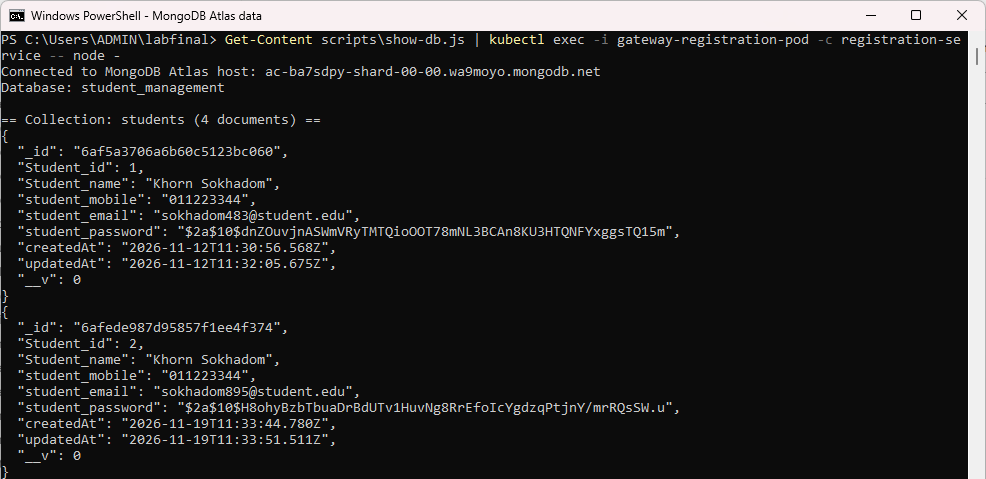 Windows PowerShell - MongoDB Atlas data
PS C:\Users\ADMIN\labfinal> Get-Content scripts\show-db.js | kubectl exec -i gateway-registration-pod -c registration-se
rvice -- node -
Connected to MongoDB Atlas host: ac-ba7sdpy-shard-00-00.wa9moyo.mongodb.net
Database: student_management
== Collection: students (4 documents) ==
{
"_id": "6af5a3706a6b60c5123bc060",
"Student_id": 1,
"Student_name": "Khorn Sokhadom",
"student_mobile": "011223344",
"student_email": "sokhadom483@student.edu",
"student_password": "$2a$10$dnZOuvjnASWmVRyTMTQioOOT78mNL3BCAn8KU3HTQNFYxggsTQ15m",
"createdAt": "2026-11-12T11:30:56.568Z",
"updatedAt": "2026-11-12T11:32:05.675Z",
"__v": 0
}
{
"_id": "6afede987d95857f1ee4f374",
"Student_id": 2,
"Student_name": "Khorn Sokhadom",
"student_mobile": "011223344",
"student_email": "sokhadom895@student.edu",
"student_password": "$2a$10$H8ohyBzbTbuaDrBdUTv1HuvNg8RrEfoIcYgdzqPtjnY/mrRQsSW.u",
"createdAt": "2026-11-19T11:33:44.780Z",
"updatedAt": "2026-11-19T11:33:51.511Z",
"__v": 0
}